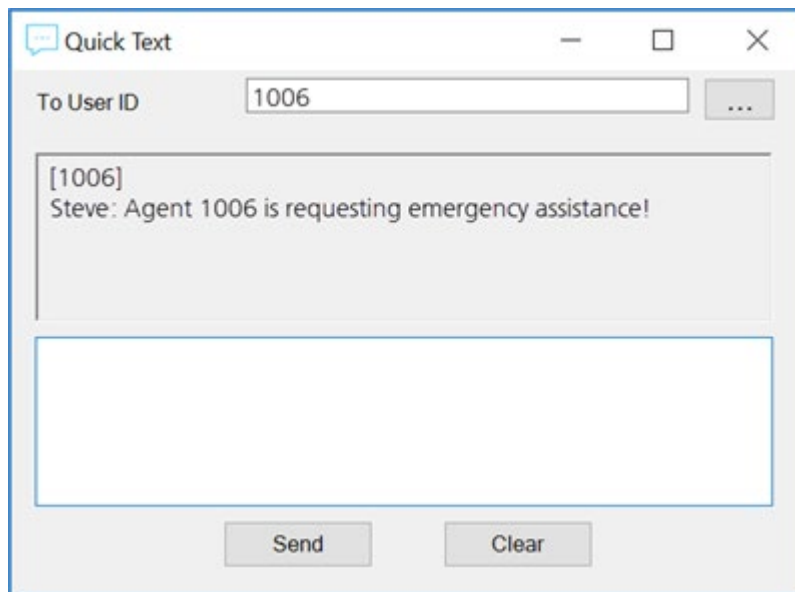 Quick Text
To User ID 1006 ...
[1006]
Steve: Agent 1006 is requesting emergency assistance!
Send Clear